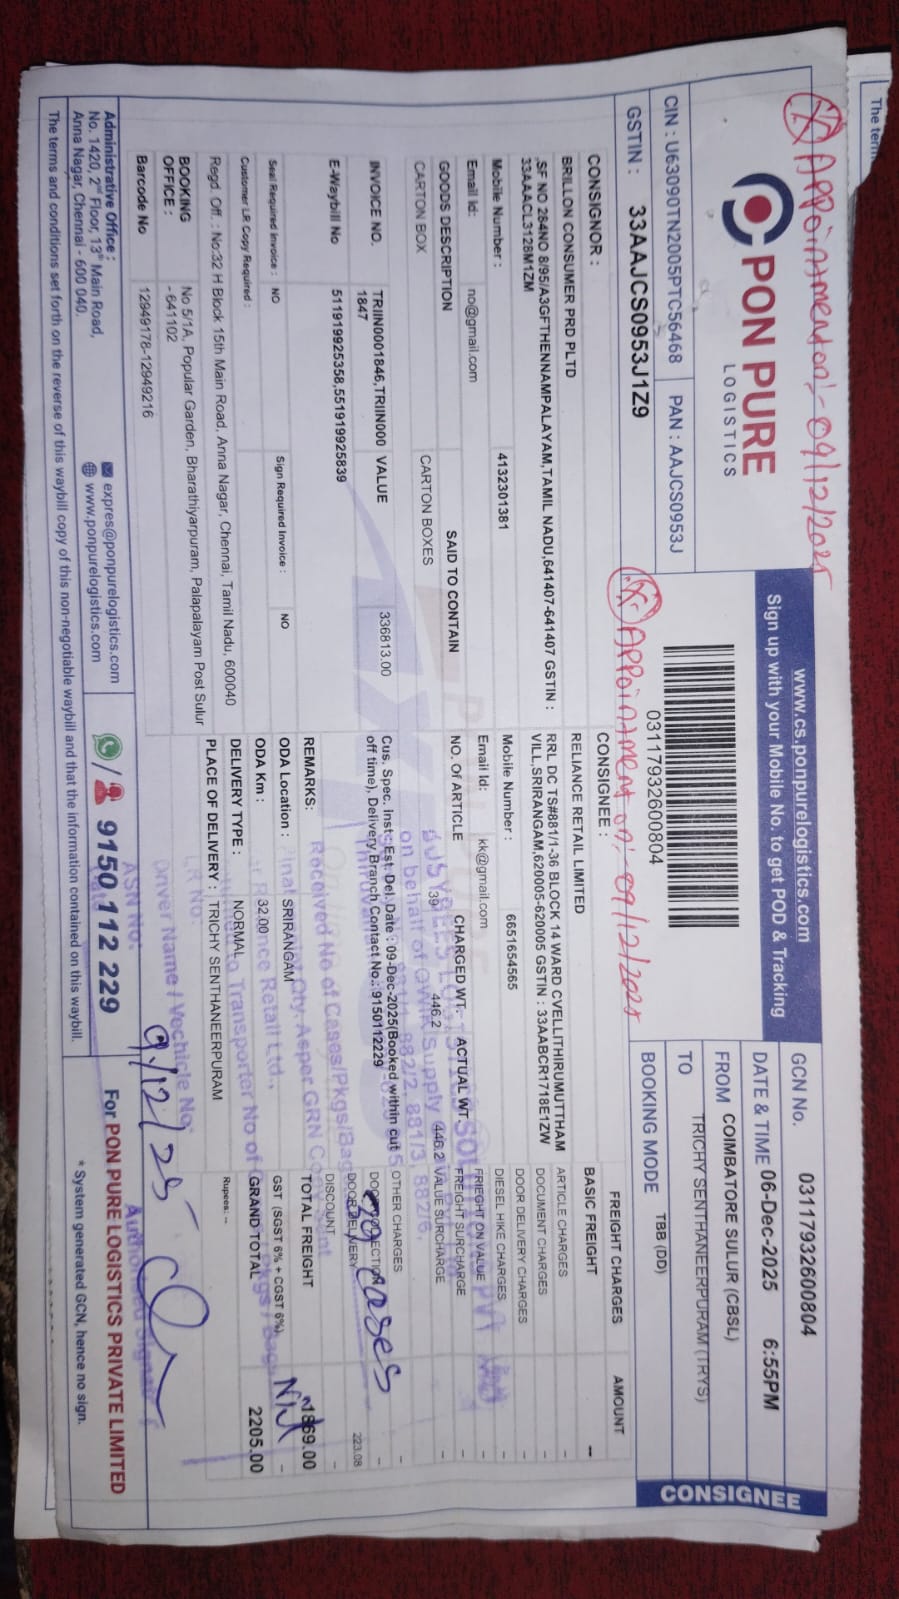 (X) Appointment on:- 09/12/2025
PON PURE
LOGISTICS
CIN : U63090TN2005PTC56468
PAN : AAJCS0953J
GSTIN : 33AAJCS0953J1Z9
www.cs.ponpurelogistics.com
Sign up with your Mobile No. to get POD & Tracking
03117932600804
(X) Appointment on:- 09/12/2025
GCN No. 03117932600804
DATE & TIME 06-Dec-2025 6:55PM
FROM COIMBATORE SULUR (CBSL)
TO TRICHY SENTHANEERPURAM (TRYS)
BOOKING MODE TBB (DD)
CONSIGNEE
CONSIGNOR :
BRILLON CONSUMER PRD PLTD
,SF NO 284NO 8/95/A3GFTHENNAMPALAYAM,TAMIL NADU,641407-641407 GSTIN :
33AAACL3128M1ZM
Mobile Number : 4132301381
Email Id: no@gmail.com
CONSIGNEE :
RELIANCE RETAIL LIMITED
RRL DC TS#881/1-36 BLOCK 14 WARD CVELLITHIRUMUTTHAM
VILL,SRIRANGAM,620005-620005 GSTIN : 33AABCR1718E1ZW
Mobile Number : 6651654565
Email Id: kk@gmail.com
GOODS DESCRIPTION SAID TO CONTAIN NO. Of ARTICLE CHARGED WT. ACTUAL WT
CARTON BOX CARTON BOXES 39 446.2 446.2
INVOICE NO. TRIIN0001846,TRIIN000
1847
VALUE 336813.00
Cus. Spec. Inst Est. Del. Date : 09-Dec-2025(Booked within cut
off time), Delivery Branch Contact No.: 9150112229
E-Waybill No 511919925358,551919925839
REMARKS:
Seal Required Invoice : NO Sign Required Invoice : NO
ODA Location : SRIRANGAM
Customer LR Copy Required :
ODA Km : 32.00
Regd. Off. : No:32 H Block 15th Main Road, Anna Nagar, Chennai, Tamil Nadu, 600040
DELIVERY TYPE : NORMAL
BOOKING
OFFICE :
No 5/1A, Popular Garden, Bharathiyarpuram, Palapalayam Post Sulur
- 641102
PLACE OF DELIVERY : TRICHY SENTHANEERPURAM
Barcode No 12949178-12949216
FREIGHT CHARGES AMOUNT
BASIC FREIGHT --
ARTICLE CHARGES -
DOCUMENT CHARGES -
DOOR DELIVERY CHARGES -
DIESEL HIKE CHARGES -
FRIEGHT ON VALUE -
FREIGHT SURCHARGE -
VALUE SURCHARGE -
OTHER CHARGES -
DOOR COLLECTION -
DOOR DELIVERY 223.08
DISCOUNT -
TOTAL FREIGHT 1869.00
GST (SGST 6% + CGST 6%) -
GRAND TOTAL 2205.00
Rupees: --
Cases
Nil
Received No of Cases/Pkgs/Bag
on behalf of QWIK Supply
Driver Name / Vechicle No:
ASN No:
LR No:
Authorised Signat
9/12/25
Administrative Office :
No. 1420, 2nd Floor, 13th Main Road,
Anna Nagar, Chennai - 600 040.
expres@ponpurelogistics.com
www.ponpurelogistics.com
9150 112 229
For PON PURE LOGISTICS PRIVATE LIMITED
* System generated GCN, hence no sign.
The terms and conditions set forth on the reverse of this waybill copy of this non-negotiable waybill and that the information contained on this waybill.
The term